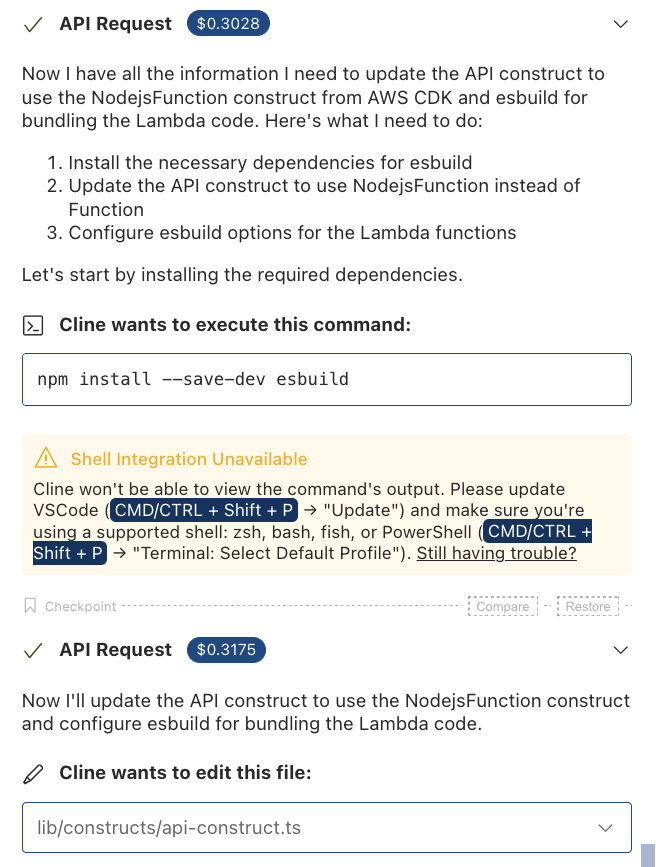 API Request $0.3028
Now I have all the information I need to update the API construct to
use the NodejsFunction construct from AWS CDK and esbuild for
bundling the Lambda code. Here's what I need to do:
1. Install the necessary dependencies for esbuild
2. Update the API construct to use NodejsFunction instead of
Function
3. Configure esbuild options for the Lambda functions
Let's start by installing the required dependencies.
Cline wants to execute this command:
npm install --save-dev esbuild
Shell Integration Unavailable
Cline won't be able to view the command's output. Please update
VSCode (CMD/CTRL + Shift + P → "Update") and make sure you're
using a supported shell: zsh, bash, fish, or PowerShell (CMD/CTRL +
Shift + P → "Terminal: Select Default Profile"). Still having trouble?
Checkpoint Compare Restore
API Request $0.3175
Now I'll update the API construct to use the NodejsFunction construct
and configure esbuild for bundling the Lambda code.
Cline wants to edit this file:
lib/constructs/api-construct.ts